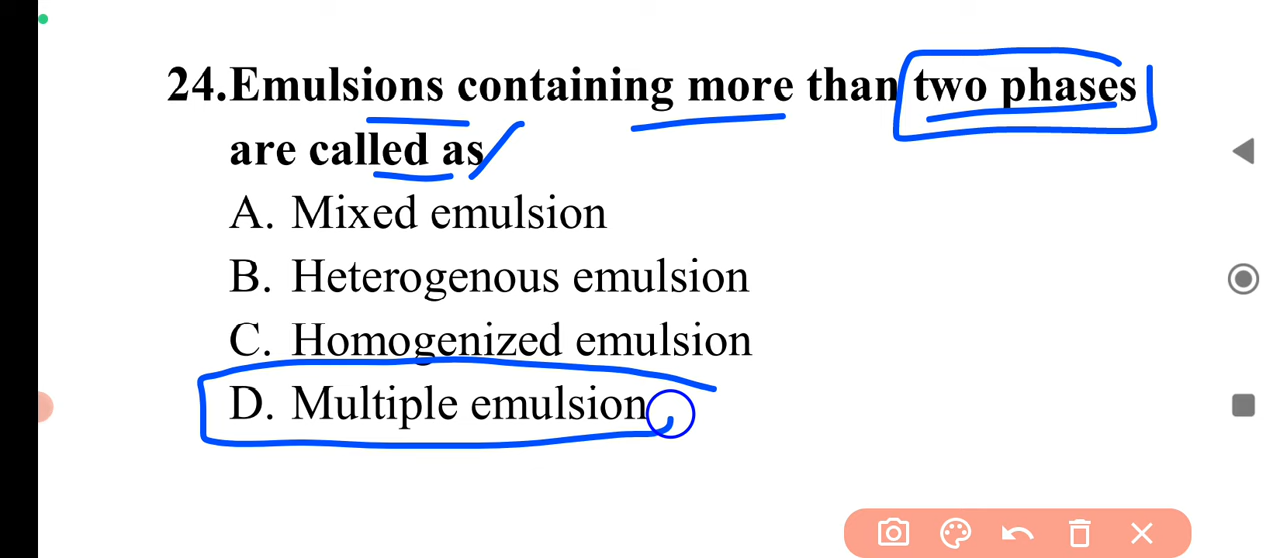 24.Emulsions containing more than two phases
are called as
A. Mixed emulsion
B. Heterogenous emulsion
C. Homogenized emulsion
D. Multiple emulsion